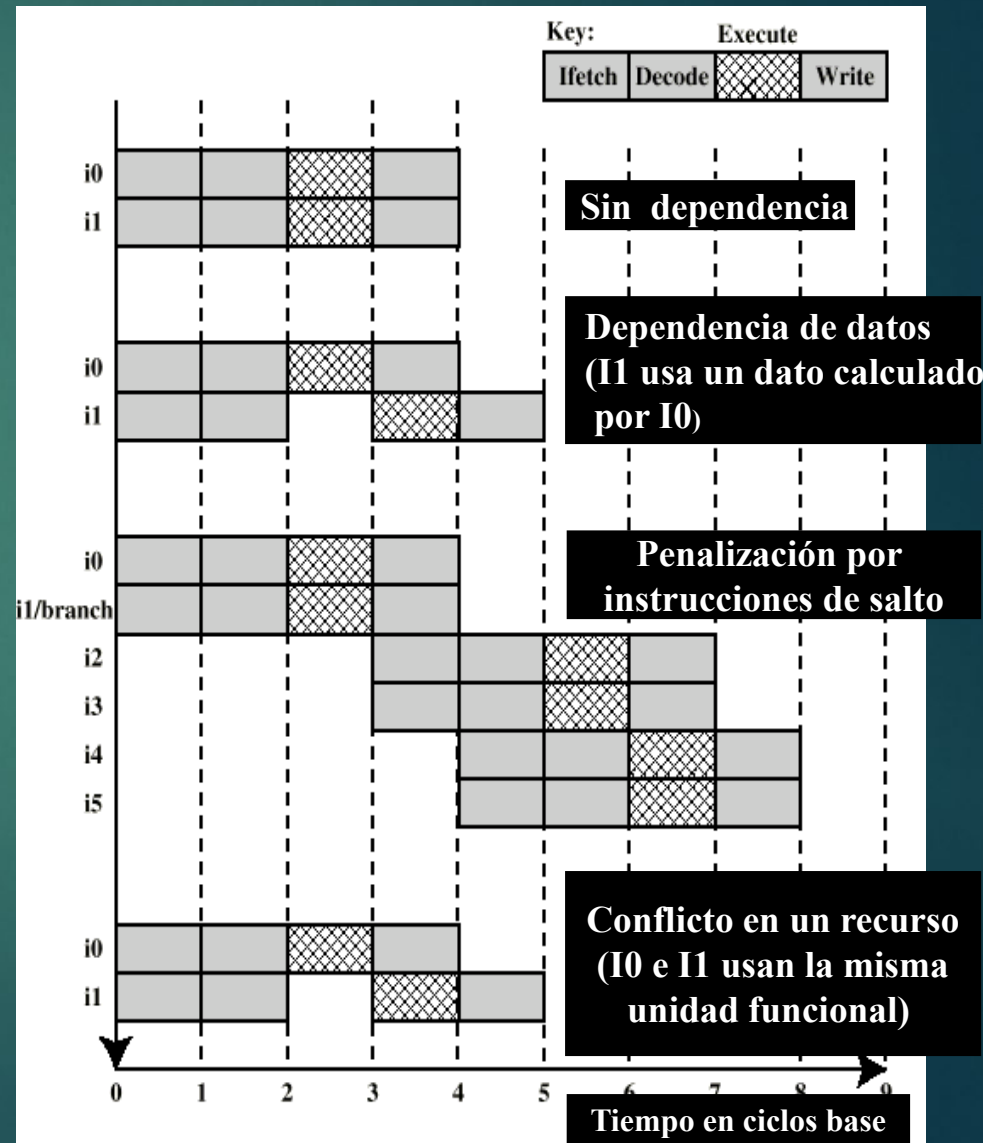 Key:
Execute
Ifetch Decode Write
i0
i1
Sin dependencia
i0
i1
Dependencia de datos
(I1 usa un dato calculado
por I0)
i0
i1/branch
i2
i3
i4
i5
Penalización por
instrucciones de salto
i0
i1
Conflicto en un recurso
(I0 e I1 usan la misma
unidad funcional)
0 1 2 3 4 5 6 7 8 9
Tiempo en ciclos base